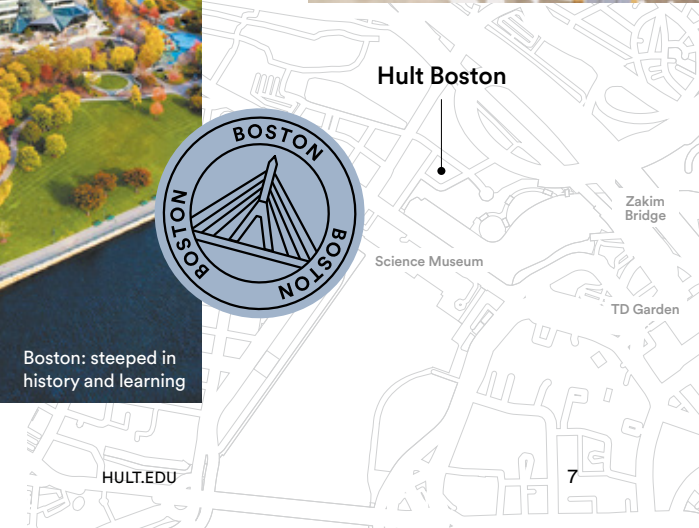 Hult Boston
BOSTON
BOSTON
BOSTON
Zakim
Bridge
Science Museum
TD Garden
Boston: steeped in
history and learning
HULT.EDU
7